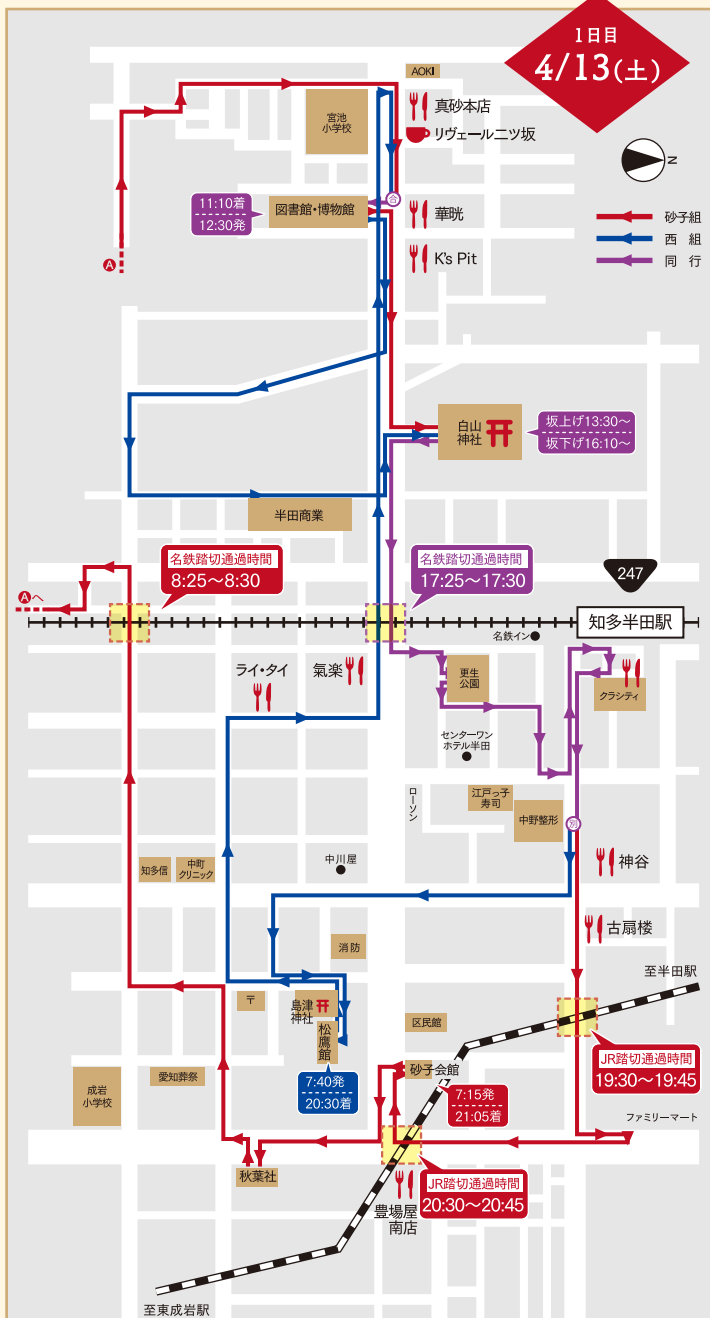 1日目
4/13(土)
AOKI
真砂本店
リヴェール二ツ坂
宮池
小学校
N
11:10着
12:30発
図書館・博物館
合
華晄
K's Pit
砂子組
西　組
同　行
A
白山
神社
坂上げ13:30～
坂下げ16:10～
半田商業
名鉄踏切通過時間
8:25～8:30
名鉄踏切通過時間
17:25～17:30
247
Aへ
知多半田駅
名鉄イン
ライ・タイ
氣楽
更生
公園
クラシティ
センターワン
ホテル半田
ローソン
江戸っ子
寿司
中野整形
別
知多信
中町
クリニック
中川屋
神谷
古扇楼
消防
至半田駅
〒
島津
神社
松鷹館
区民館
7:40発
20:30着
愛知葬祭
成岩
小学校
砂子会館
7:15発
21:05着
JR踏切通過時間
19:30～19:45
ファミリーマート
秋葉社
JR踏切通過時間
20:30～20:45
豊場屋
南店
至東成岩駅